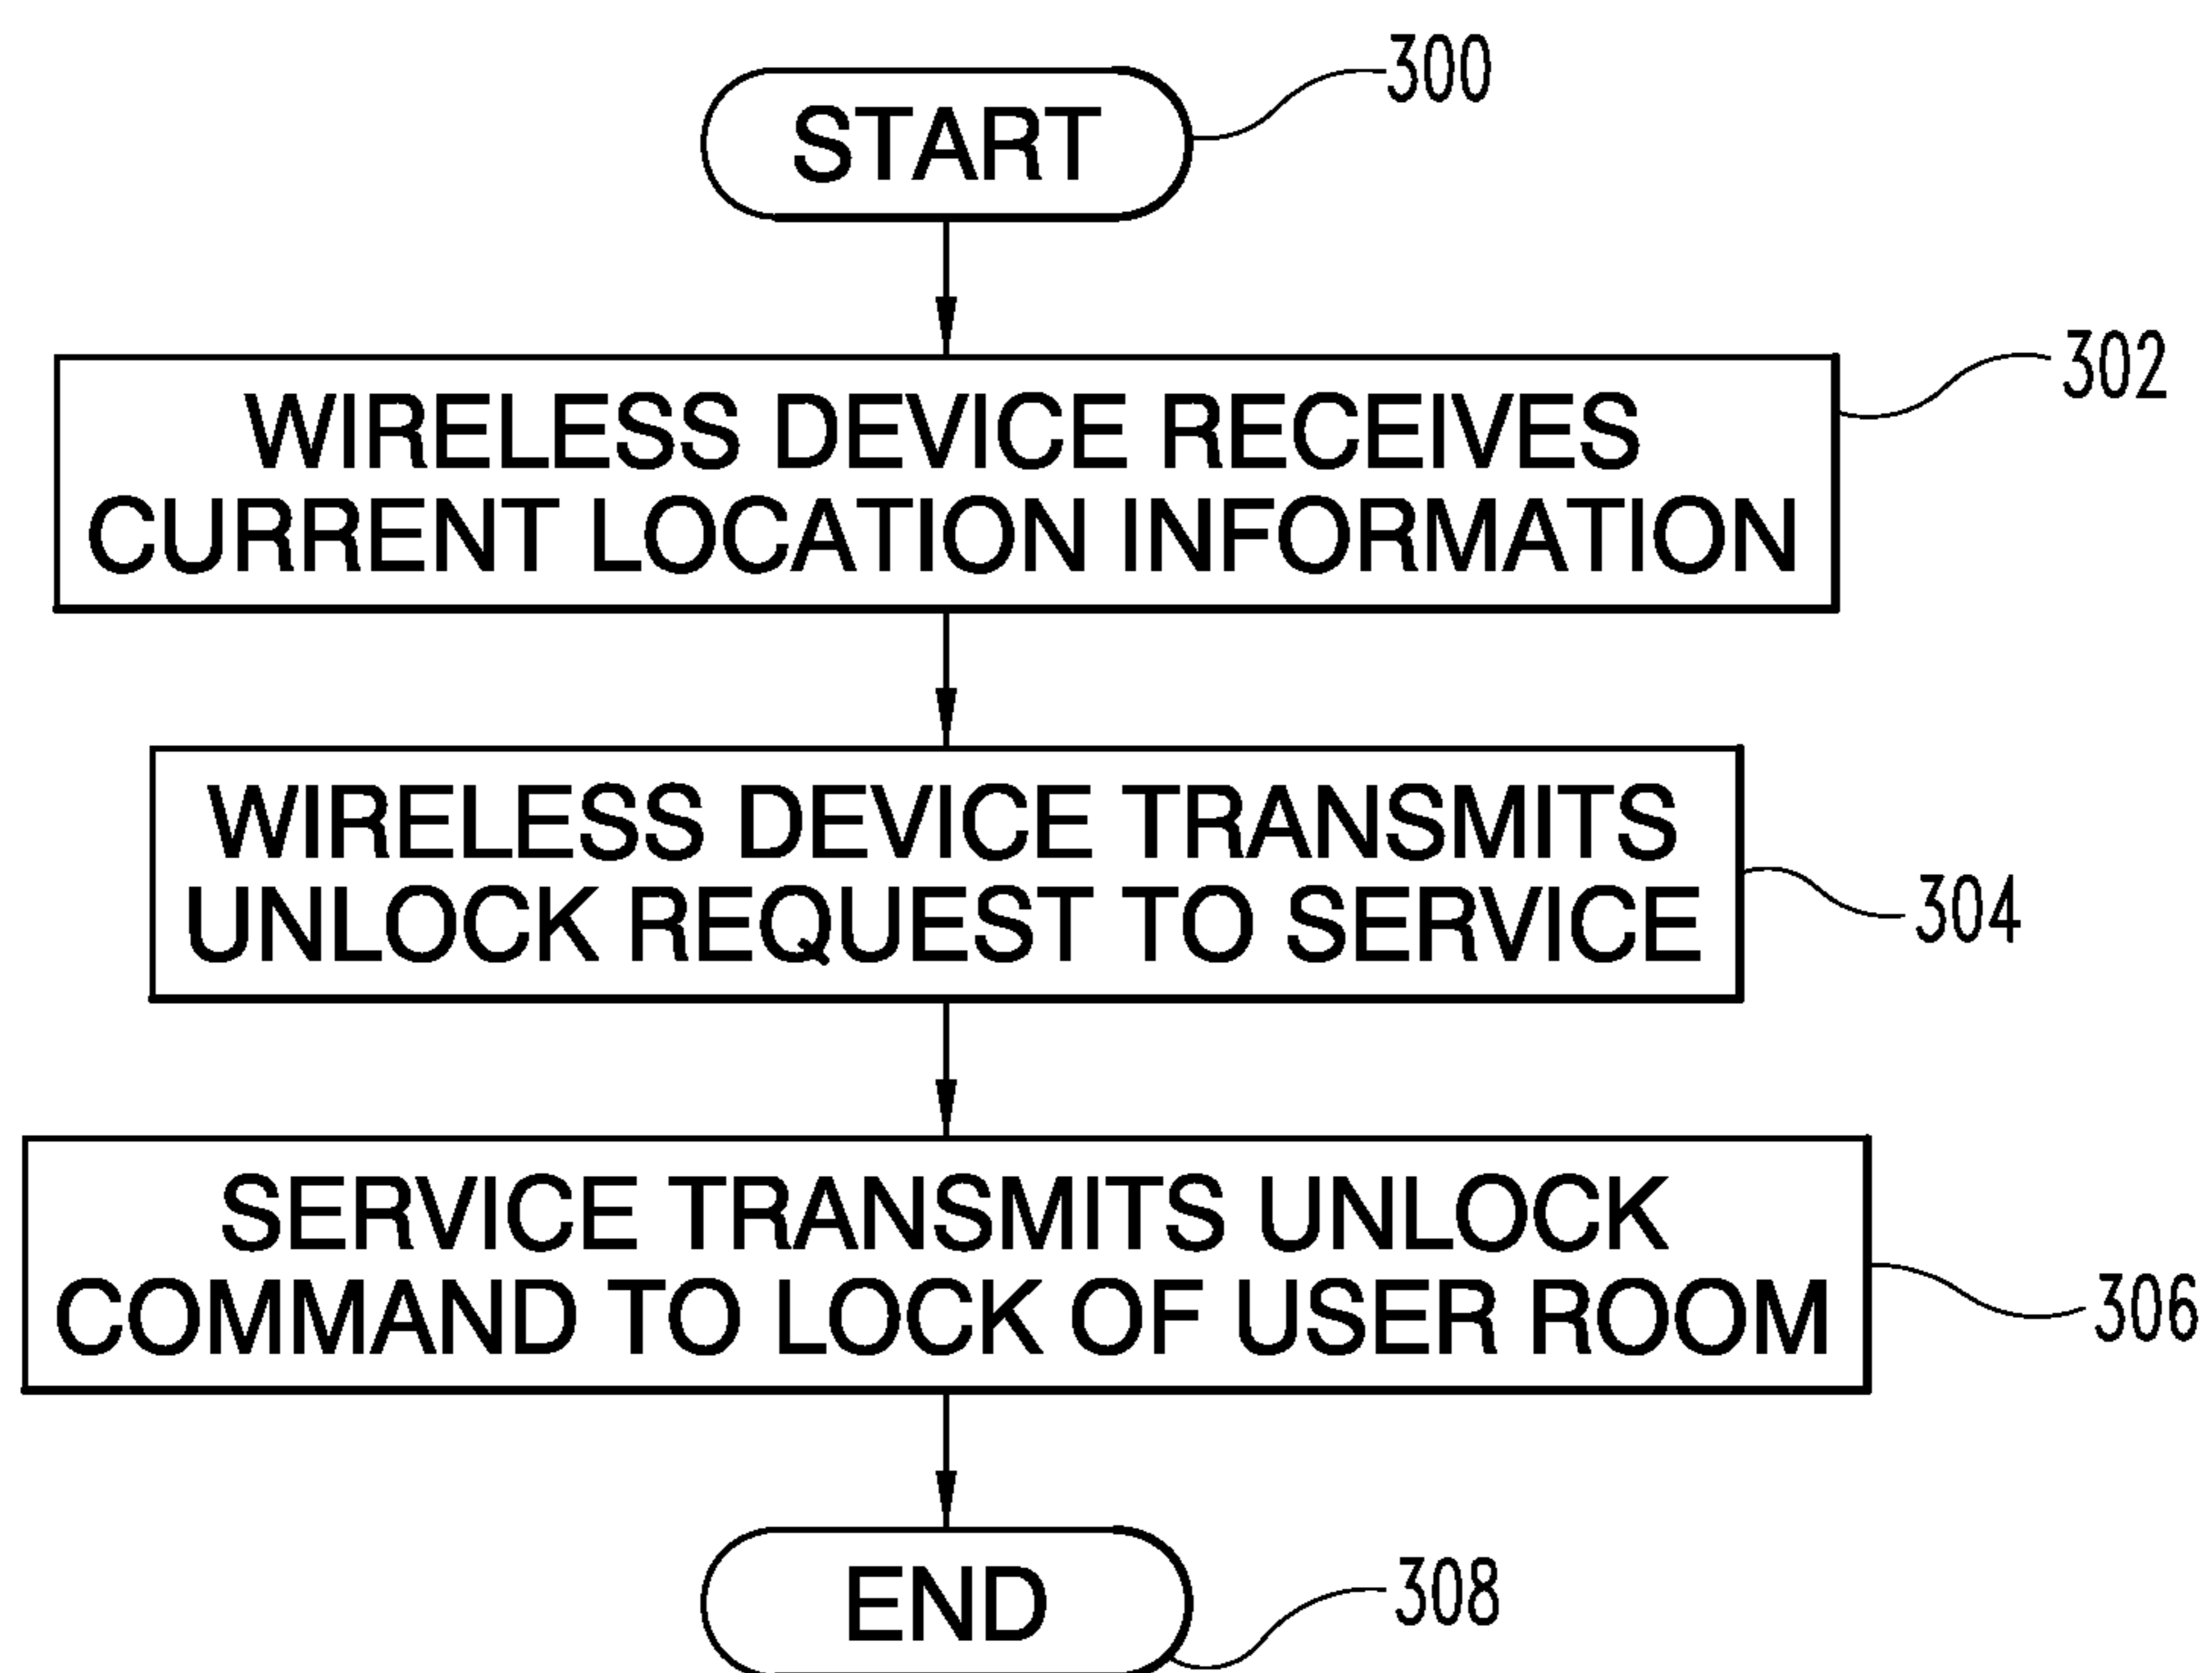 START
300
302
WIRELESS DEVICE RECEIVES
CURRENT LOCATION INFORMATION
WIRELESS DEVICE TRANSMITS
UNLOCK REQUEST TO SERVICE
304
SERVICE TRANSMITS UNLOCK
COMMAND TO LOCK OF USER ROOM
306
END
308